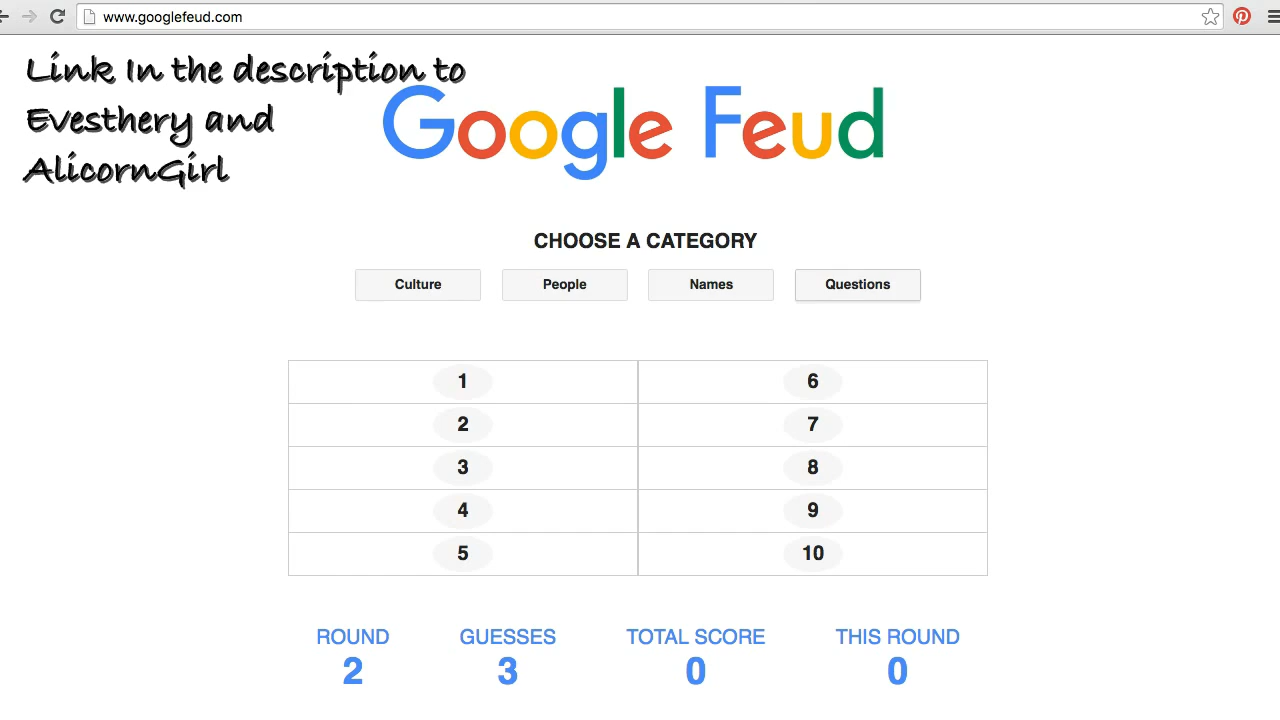 www.googlefeud.com
Link In the description to
Evesthery and
AlicornGirl
Google Feud
CHOOSE A CATEGORY
Culture People Names Questions
1 6
2 7
3 8
4 9
5 10
ROUND GUESSES TOTAL SCORE THIS ROUND
2 3 0 0